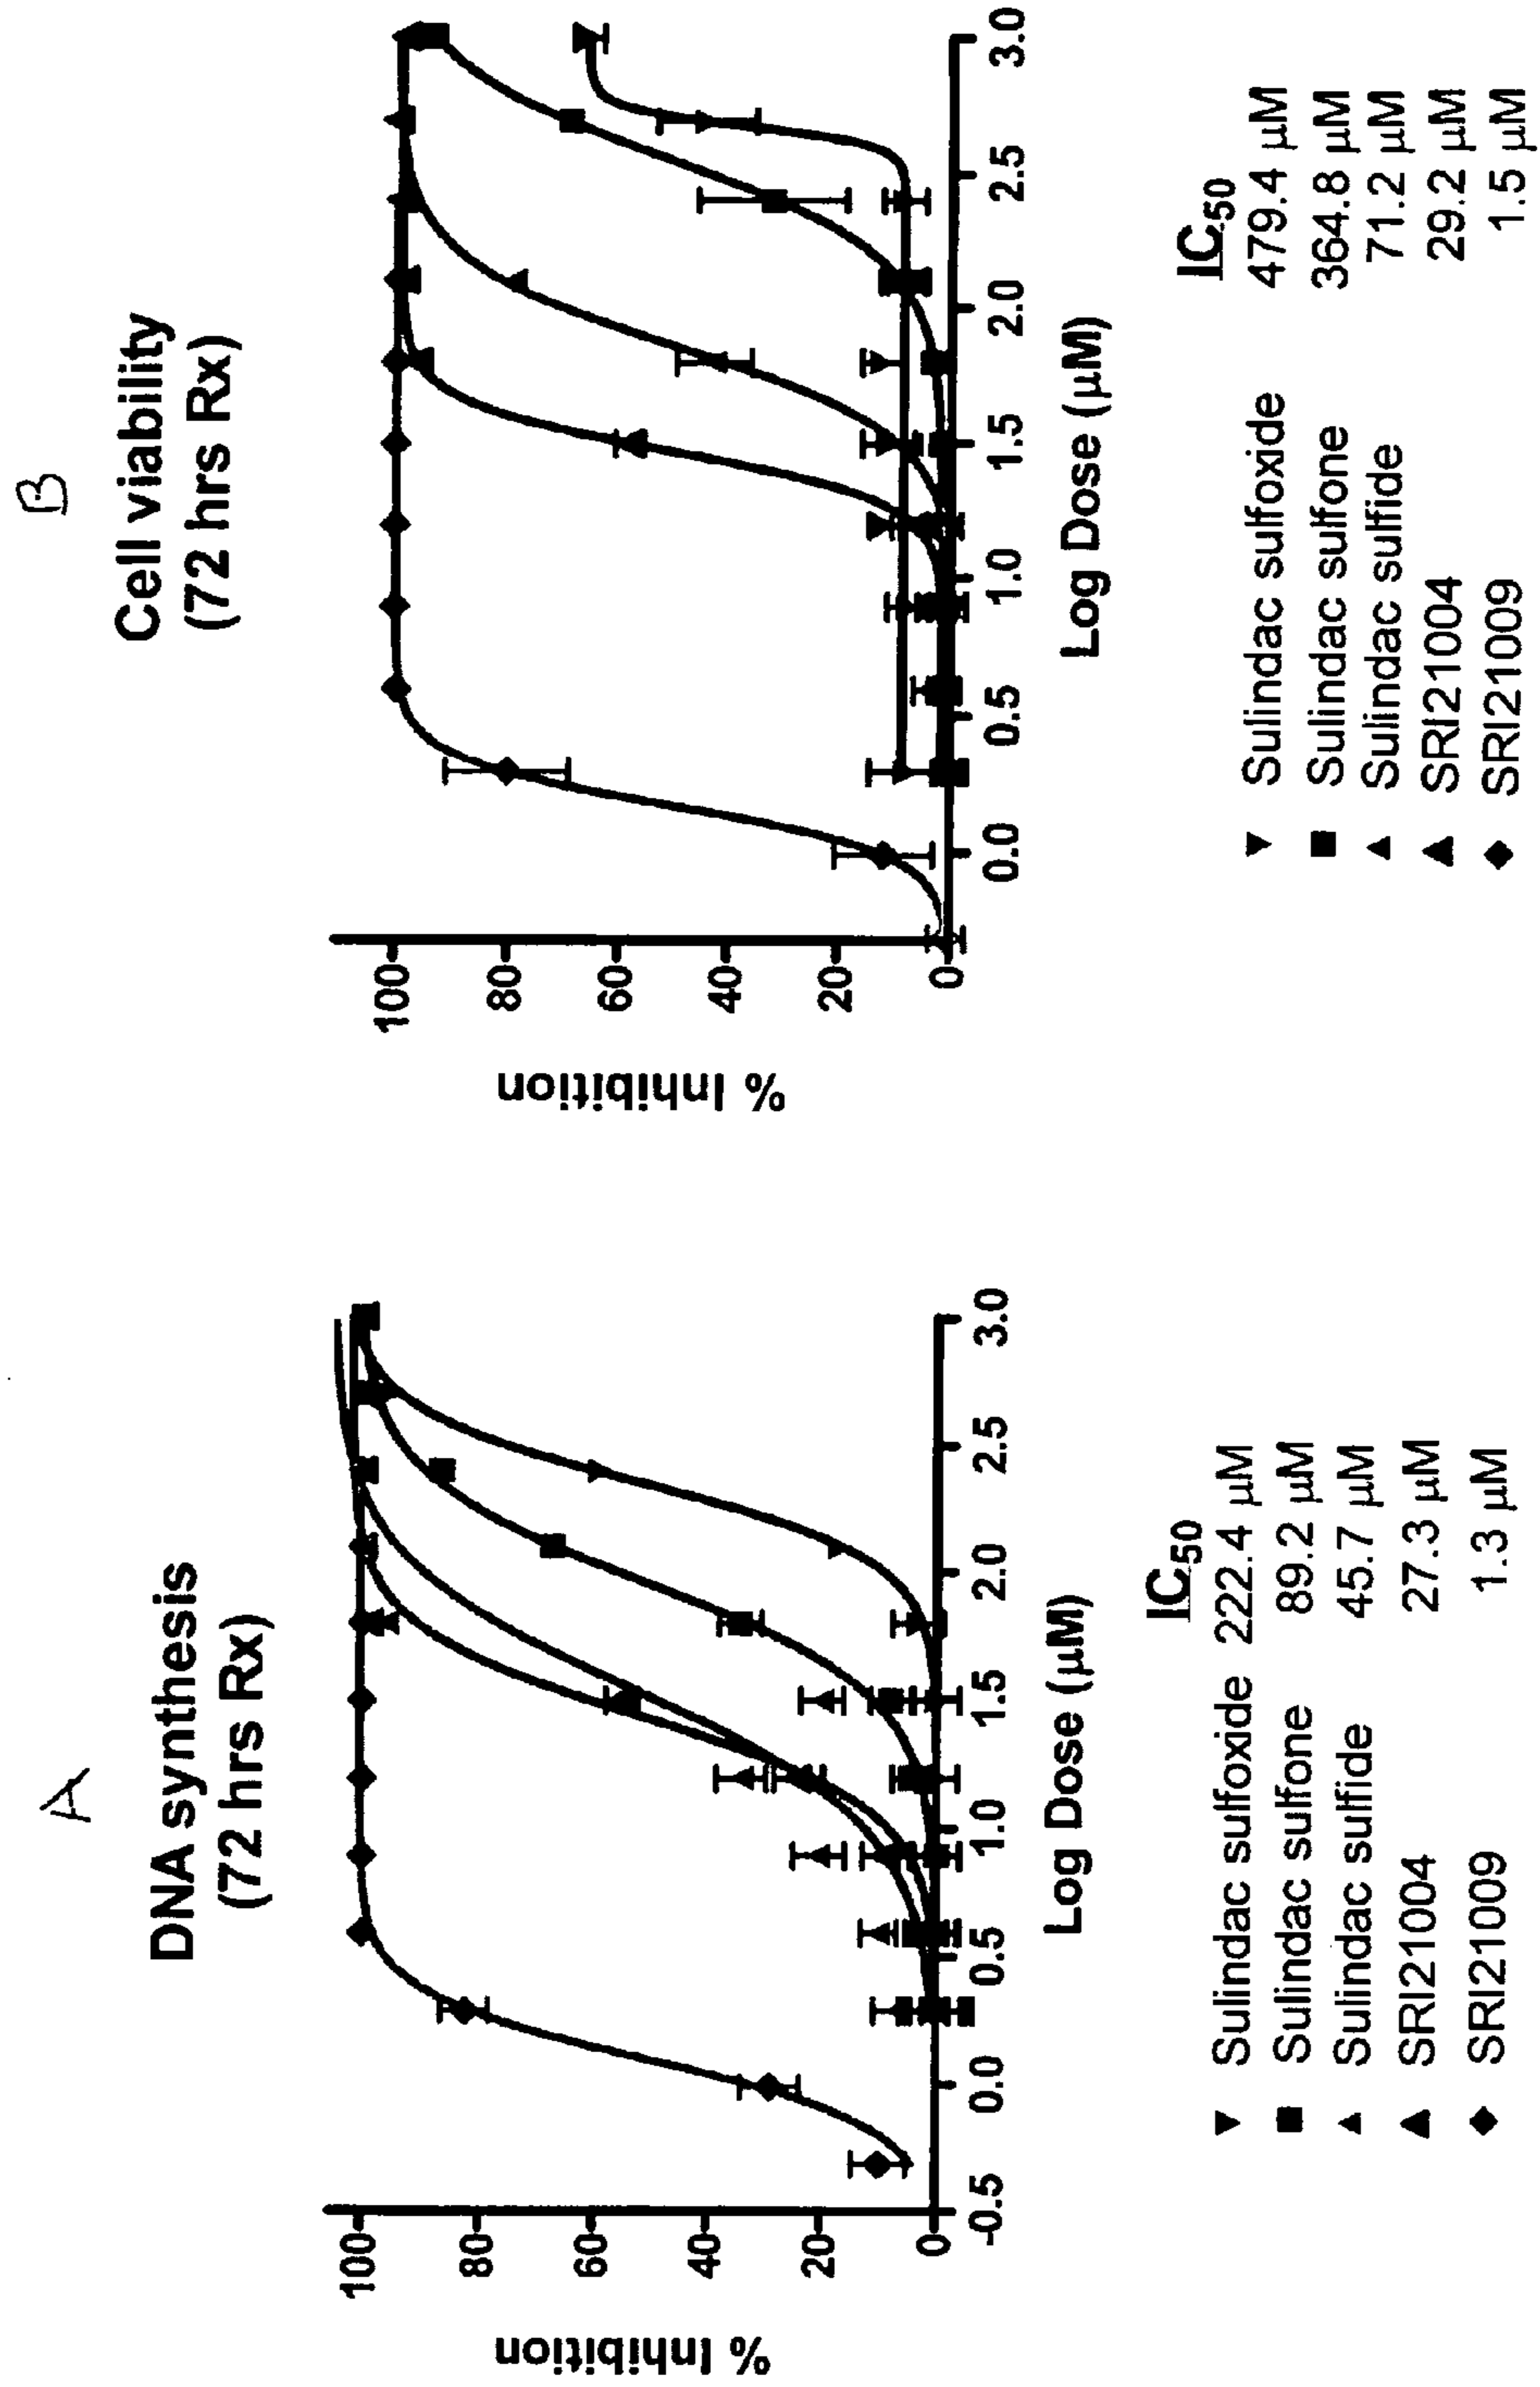 A
DNA synthesis
(72 hrs Rx)
100
80
60
40
20
0
% Inhibition
-0.5
0.0
0.5
1.0
1.5
2.0
2.5
3.0
Log Dose (μM)
IC50
Sulindac sulfoxide 222.4 μM
Sulindac sulfone 89.2 μM
Sulindac sulfide 45.7 μM
SRI21004 27.3 μM
SRI21009 1.3 μM
B
Cell viability
(72 hrs Rx)
100
80
60
40
20
0
% Inhibition
0.0
0.5
1.0
1.5
2.0
2.5
3.0
Log Dose (μM)
IC50
Sulindac sulfoxide 479.4 μM
Sulindac sulfone 364.8 μM
Sulindac sulfide 71.2 μM
SRI21004 29.2 μM
SRI21009 1.5 μM